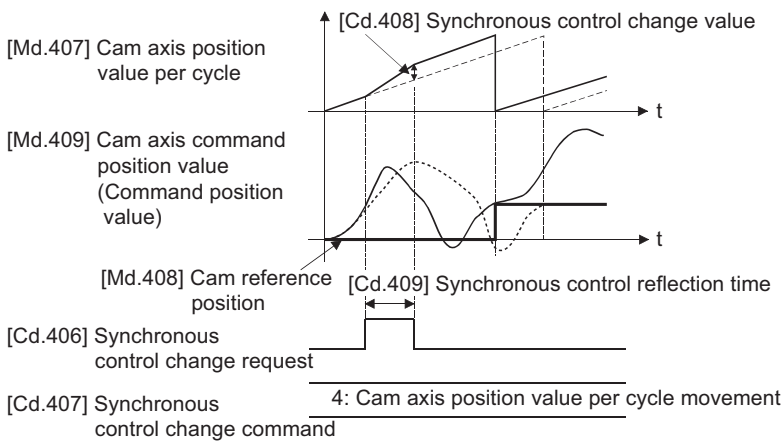 [Cd.408] Synchronous control change value
[Md.407] Cam axis position
value per cycle
t
[Md.409] Cam axis command
position value
(Command position
value)
t
[Md.408] Cam reference
position
[Cd.409] Synchronous control reflection time
[Cd.406] Synchronous
control change request
4: Cam axis position value per cycle movement
[Cd.407] Synchronous
control change command